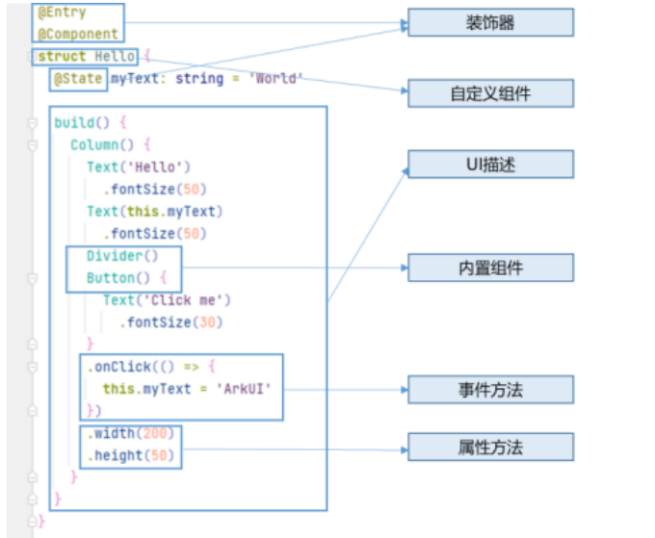 @Entry
@Component
struct Hello {
@State myText: string = 'World'
build() {
Column() {
Text('Hello')
.fontSize(50)
Text(this.myText)
.fontSize(50)
Divider()
Button() {
Text('Click me')
.fontSize(30)
}
.onClick(() => {
this.myText = 'ArkUI'
})
.width(200)
.height(50)
}
}
}
装饰器
自定义组件
UI描述
内置组件
事件方法
属性方法